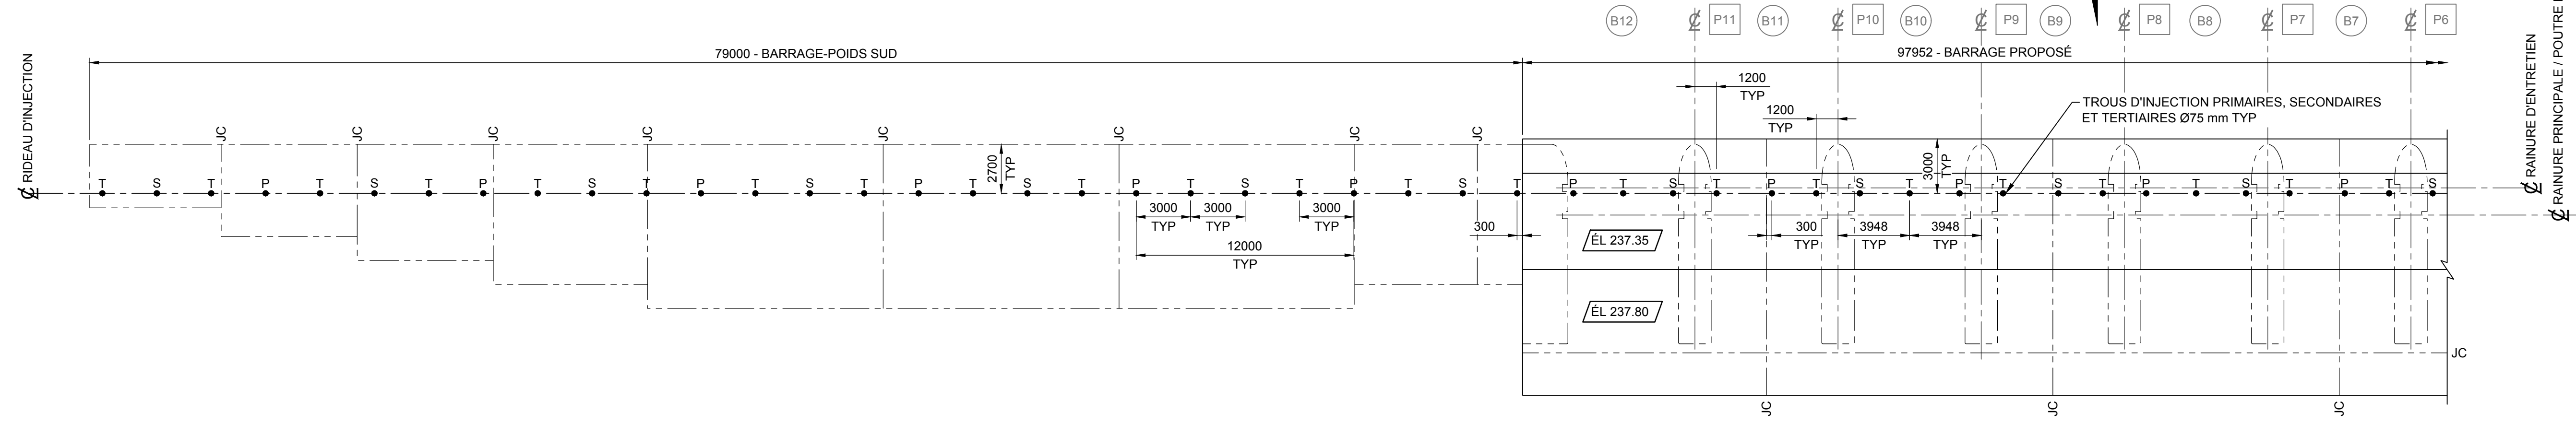 B12 ℄ P11 B11 ℄ P10 B10 ℄ P9 B9 ℄ P8 B8 ℄ P7 B7 ℄ P6
79000 - BARRAGE-POIDS SUD
97952 - BARRAGE PROPOSÉ
℄ RIDEAU D'INJECTION
℄ RAINURE D'ENTRETIEN
℄ RAINURE PRINCIPALE / POUTRE
1200
TYP
1200
TYP
TROUS D'INJECTION PRIMAIRES, SECONDAIRES
ET TERTIAIRES Ø75 mm TYP
JC JC JC JC JC JC JC JC
2700
TYP
3000
TYP
T S T P T S T P T S T P T S T P T S T P T S T P T S T P T S T P T S T P T S T P T S T P T S
3000
TYP
3000
TYP
3000
TYP
12000
TYP
300
300
TYP
3948
TYP
3948
TYP
ÉL 237.35
ÉL 237.80
JC
JC JC JC